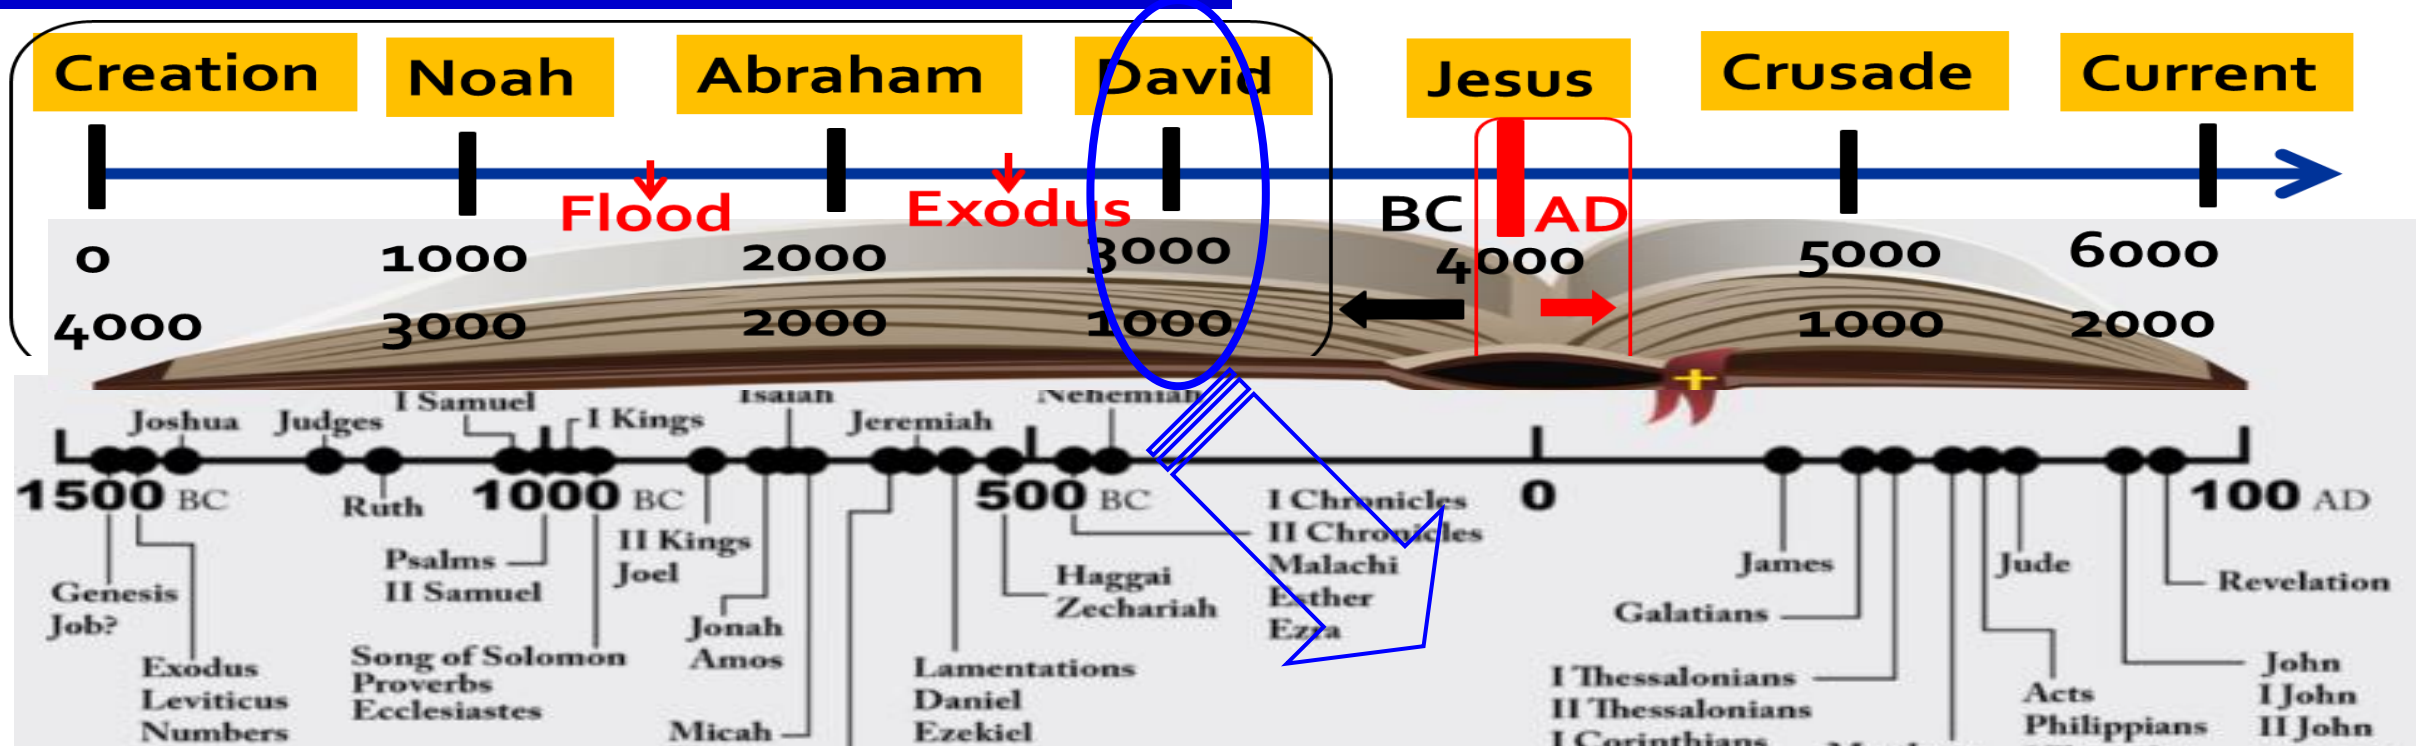 Creation Noah Abraham David Jesus Crusade Current
Flood Exodus BC AD
0 1000 2000 3000 4000 5000 6000
4000 3000 2000 1000 1000 2000
I Samuel Isaiah Nehemiah
Joshua Judges I Kings Jeremiah
1500 BC 1000 BC 500 BC 0 100 AD
Ruth
I Chronicles
II Chronicles
Malachi
Esther
Ezra
II Kings
Joel
Psalms
II Samuel
Genesis
Job?
Haggai
Zechariah
Jonah
Amos
Exodus
Leviticus
Numbers
Song of Solomon
Proverbs
Ecclesiastes
Micah
Lamentations
Daniel
Ezekiel
James
Jude
Revelation
Galatians
I Thessalonians
II Thessalonians
I Corinthians
Acts
Philippians
John
I John
II John